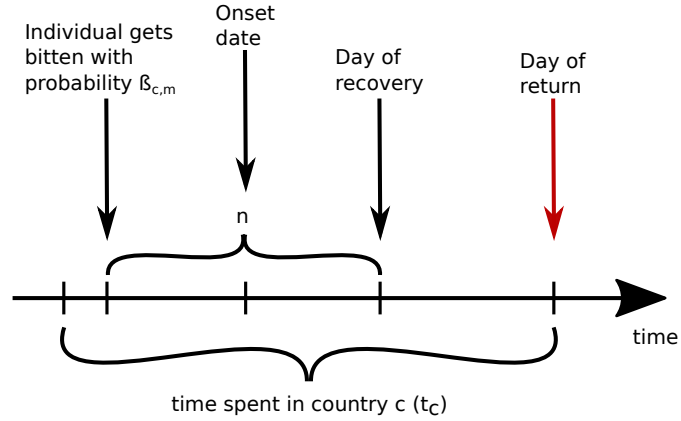 Individual gets
bitten with
probability ß_c,m
Onset
date
Day of
recovery
Day of
return
n
time
time spent in country c (t_c)